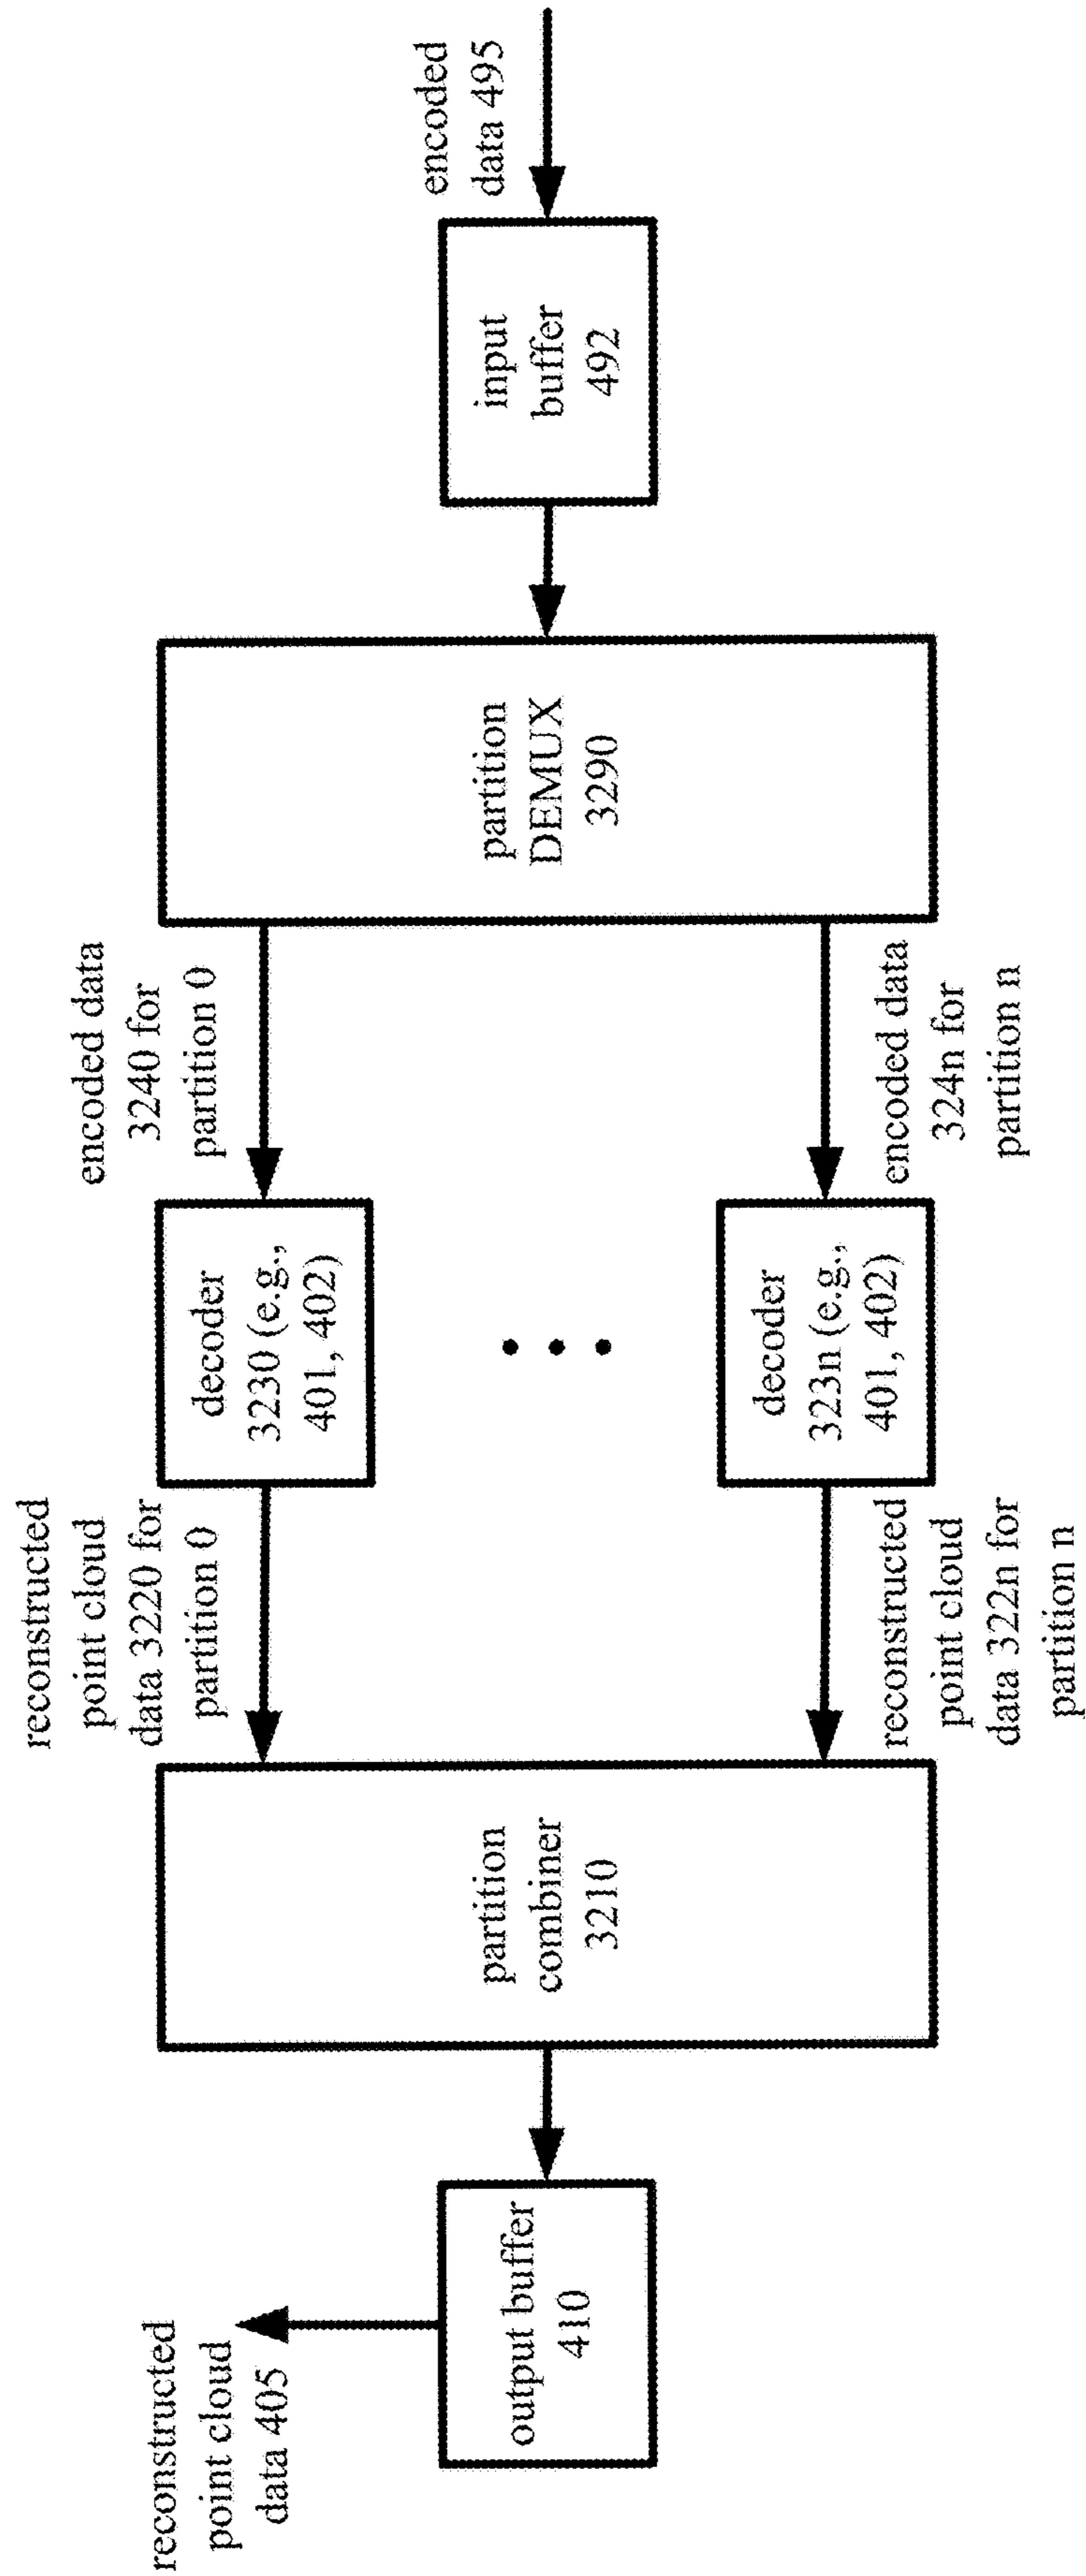 reconstructed
point cloud
data 405
output buffer
410
partition
combiner
3210
reconstructed
point cloud
data 3220 for
partition 0
reconstructed
point cloud
data 322n for
partition n
decoder
3230 (e.g.,
401, 402)
decoder
323n (e.g.,
401, 402)
encoded data
3240 for
partition 0
encoded data
324n for
partition n
partition
DEMUX
3290
input
buffer
492
encoded
data 495